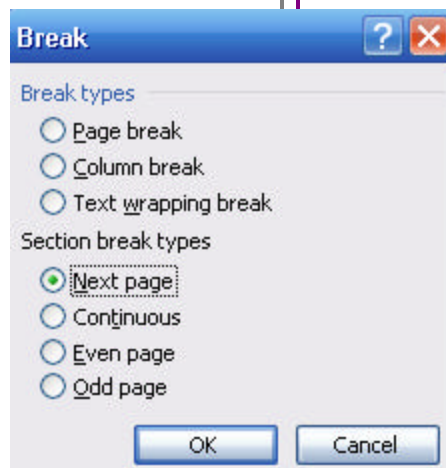 Break
Break types
Page break
Column break
Text wrapping break
Section break types
Next page
Continuous
Even page
Odd page
OK Cancel